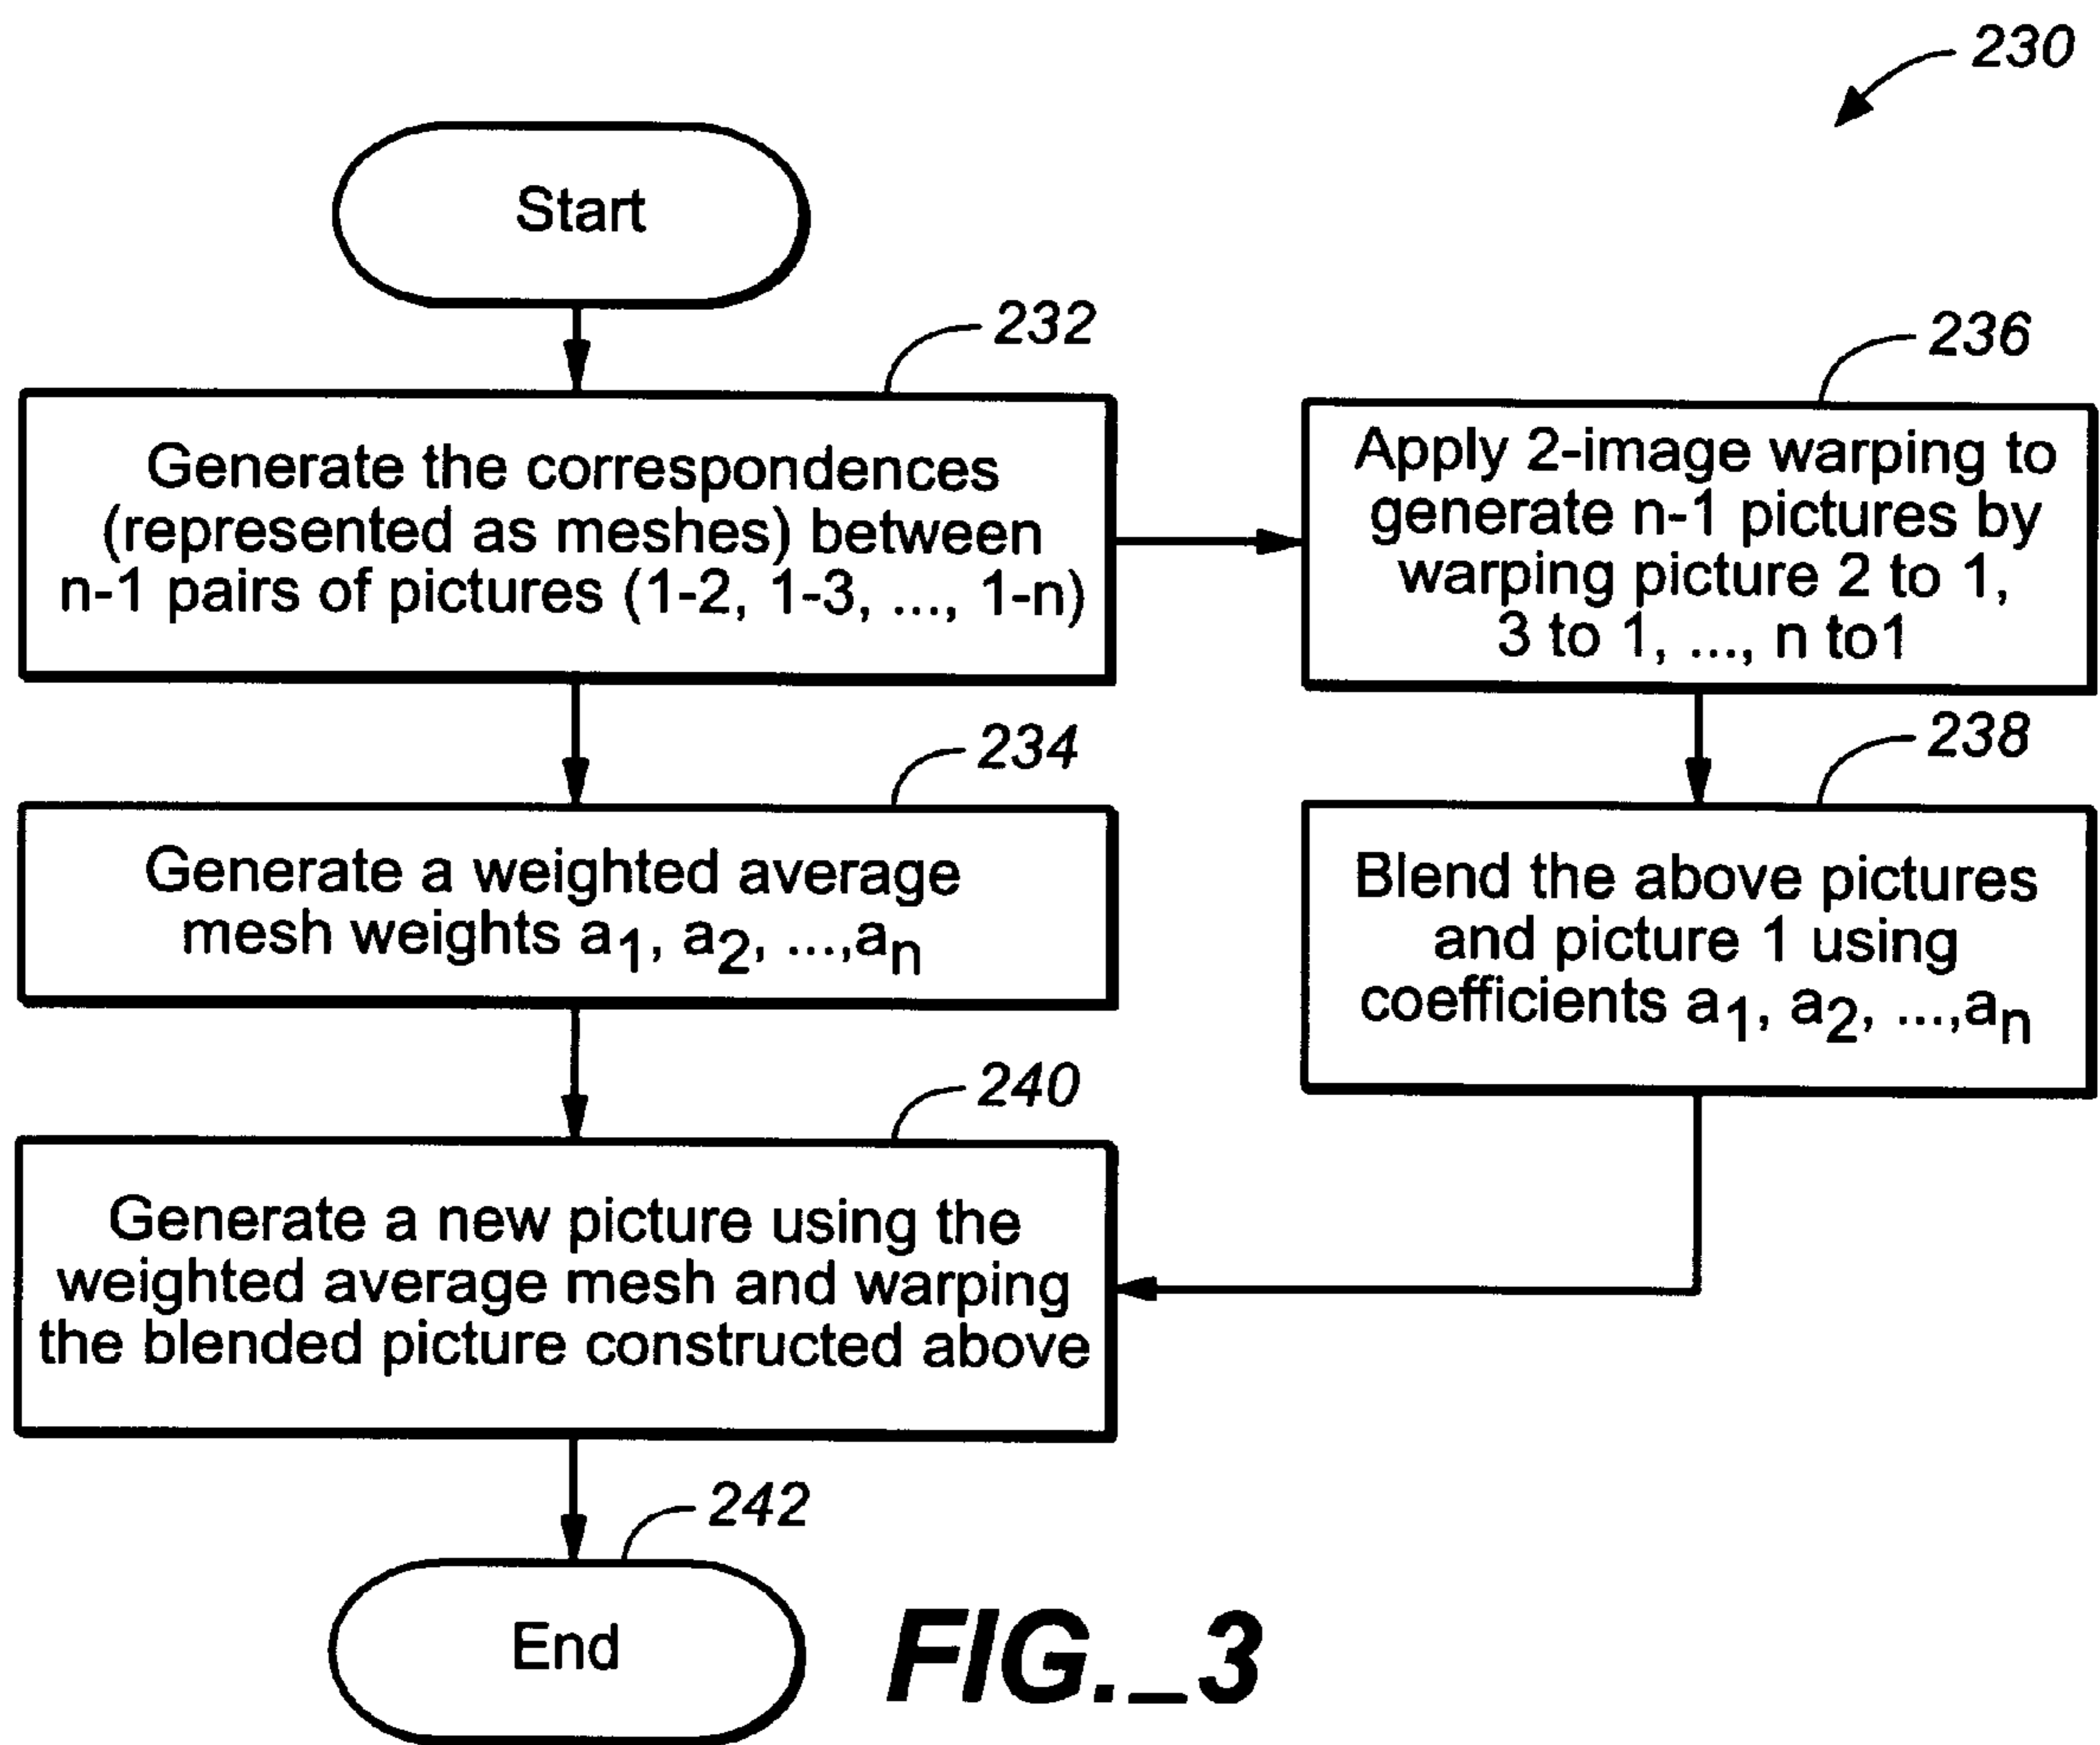 230
Start
232
Generate the correspondences
(represented as meshes) between
n-1 pairs of pictures (1-2, 1-3, ..., 1-n)
236
Apply 2-image warping to
generate n-1 pictures by
warping picture 2 to 1,
3 to 1, ..., n to1
234
Generate a weighted average
mesh weights a1, a2, ...,an
238
Blend the above pictures
and picture 1 using
coefficients a1, a2, ...,an
240
Generate a new picture using the
weighted average mesh and warping
the blended picture constructed above
242
End
FIG._3